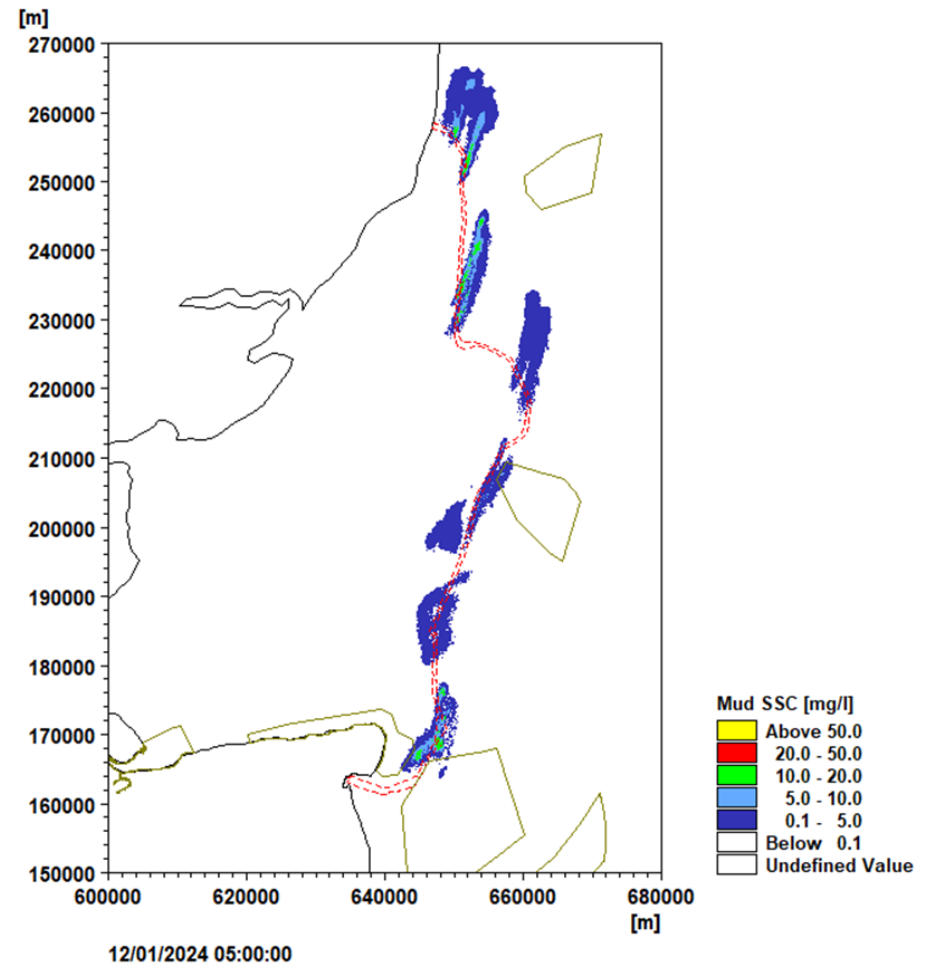 [m]
270000
260000
250000
240000
230000
220000
210000
200000
190000
180000
170000
160000
150000
600000 620000 640000 660000 680000
[m]
Mud SSC [mg/l]
Above 50.0
20.0 - 50.0
10.0 - 20.0
5.0 - 10.0
0.1 - 5.0
Below 0.1
Undefined Value
12/01/2024 05:00:00